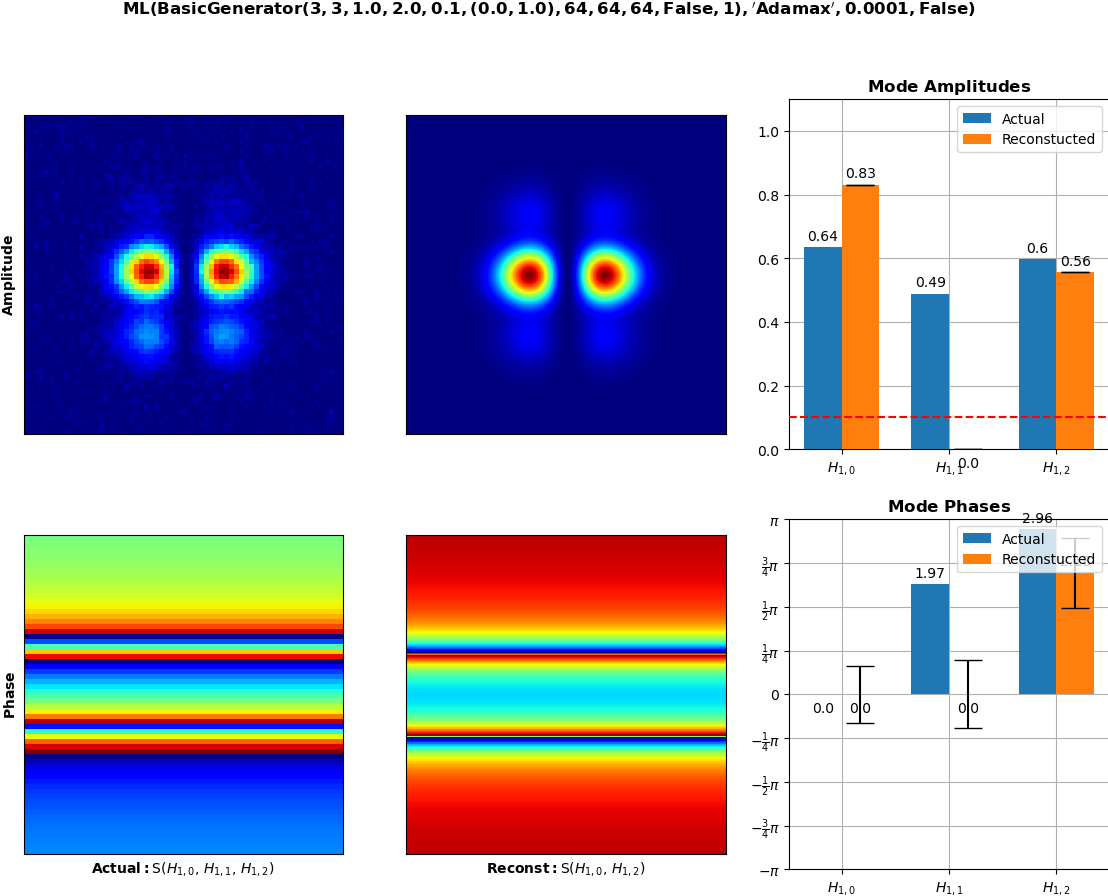 ML(BasicGenerator(3, 3, 1.0, 2.0, 0.1, (0.0, 1.0), 64, 64, 64, False, 1), ′Adamax′, 0.0001, False)
Mode Amplitudes
Actual
Reconstucted
Amplitude
1.0
0.8
0.6
0.4
0.2
0.0
0.64
0.83
0.49
0.0
0.6
0.56
H1,0
H1,1
H1,2
Mode Phases
Actual
Reconstucted
Phase
π
3/4π
1/2π
1/4π
0
−1/4π
−1/2π
−3/4π
−π
0.0
0.0
1.97
0.0
2.96
H1,0
H1,1
H1,2
Actual: S(H1,0, H1,1, H1,2)
Reconst: S(H1,0, H1,2)